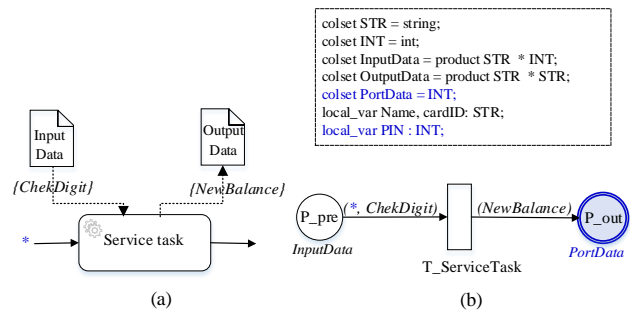 colset STR = string;
colset INT = int;
colset InputData = product STR * INT;
colset OutputData = product STR * STR;
colset PortData = INT;
local_var Name, cardID: STR;
local_var PIN : INT;
Input
Data
Output
Data
{ChekDigit}
{NewBalance}
*
Service task
(a)
P_pre
(*, ChekDigit)
(NewBalance)
P_out
InputData
T_ServiceTask
PortData
(b)